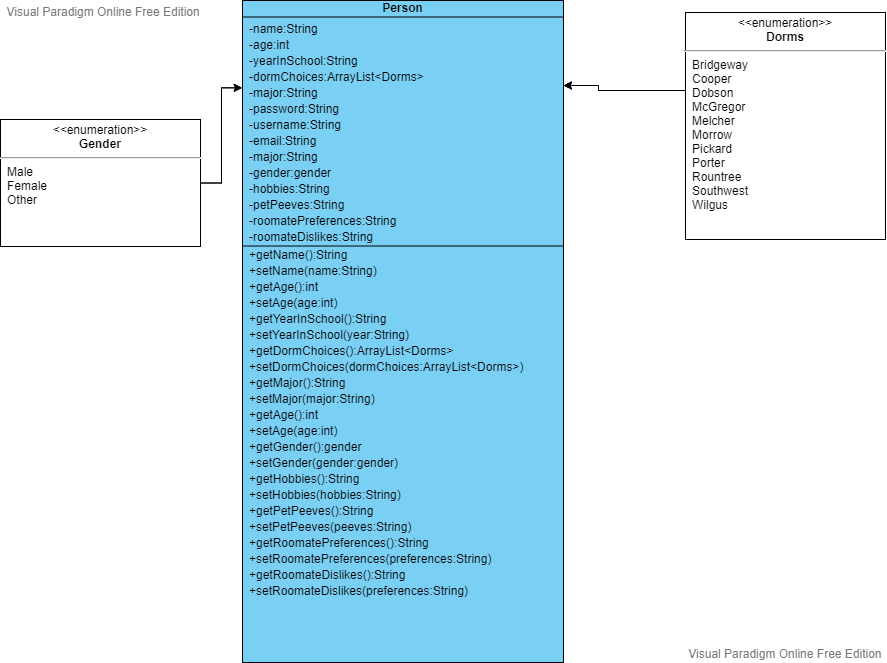 Visual Paradigm Online Free Edition
Person
-name:String
-age:int
-yearInSchool:String
-dormChoices:ArrayList<Dorms>
-major:String
-password:String
-username:String
-email:String
-major:String
-gender:gender
-hobbies:String
-petPeeves:String
-roomatePreferences:String
-roomateDislikes:String
+getName():String
+setName(name:String)
+getAge():int
+setAge(age:int)
+getYearInSchool():String
+setYearInSchool(year:String)
+getDormChoices():ArrayList<Dorms>
+setDormChoices(dormChoices:ArrayList<Dorms>)
+getMajor():String
+setMajor(major:String)
+getAge():int
+setAge(age:int)
+getGender():gender
+setGender(gender:gender)
+getHobbies():String
+setHobbies(hobbies:String)
+getPetPeeves():String
+setPetPeeves(peeves:String)
+getRoomatePreferences():String
+setRoomatePreferences(preferences:String)
+getRoomateDislikes():String
+setRoomateDislikes(preferences:String)
<<enumeration>>
Gender
Male
Female
Other
<<enumeration>>
Dorms
Bridgeway
Cooper
Dobson
McGregor
Melcher
Morrow
Pickard
Porter
Rountree
Southwest
Wilgus
Visual Paradigm Online Free Edition